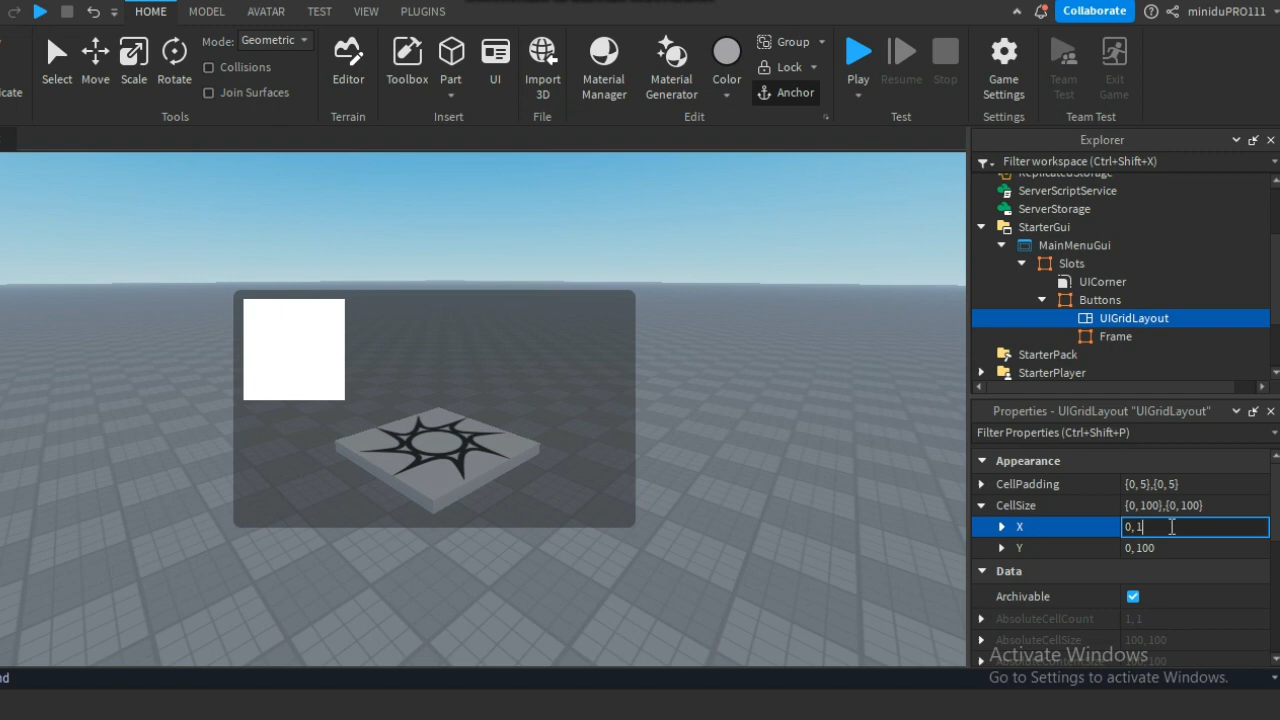 HOME MODEL AVATAR TEST VIEW PLUGINS
Collaborate miniduPRO111
Mode: Geometric
Collisions
Join Surfaces
Select Move Scale Rotate
Tools
Editor
Terrain
Toolbox Part UI
Insert
Import 3D
File
Material Manager
Material Generator
Color
Group
Lock
Anchor
Edit
Play Resume Stop
Test
Game Settings
Settings
Team Test
Exit Game
Team Test
icate
Explorer
Filter workspace (Ctrl+Shift+X)
ReplicatedStorage
ServerScriptService
ServerStorage
StarterGui
MainMenuGui
Slots
UICorner
Buttons
UIGridLayout
Frame
StarterPack
StarterPlayer
Properties - UIGridLayout "UIGridLayout"
Filter Properties (Ctrl+Shift+P)
Appearance
CellPadding {0, 5},{0, 5}
CellSize {0, 100},{0, 100}
X 0, 1
Y 0, 100
Data
Archivable
AbsoluteCellCount 1, 1
AbsoluteCellSize 100, 100
Activate Windows
Go to Settings to activate Windows.
nd